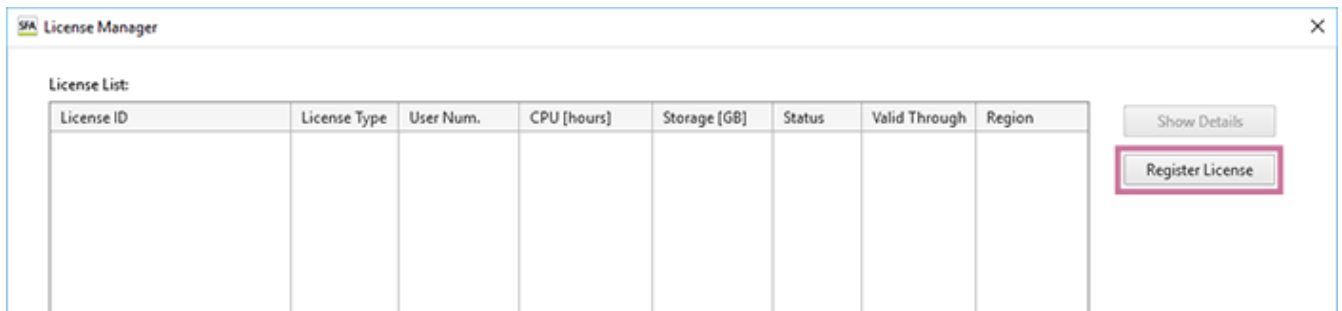 SFA License Manager
License List:
License ID License Type User Num. CPU [hours] Storage [GB] Status Valid Through Region
Show Details
Register License